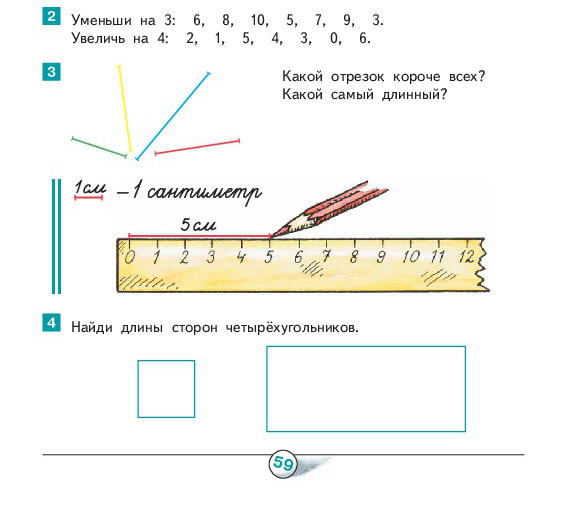 2 Уменьши на 3: 6, 8, 10, 5, 7, 9, 3.
Увеличь на 4: 2, 1, 5, 4, 3, 0, 6.
3
Какой отрезок короче всех?
Какой самый длинный?
1 см – 1 сантиметр
5 см
0 1 2 3 4 5 6 7 8 9 10 11 12
4 Найди длины сторон четырёхугольников.
59